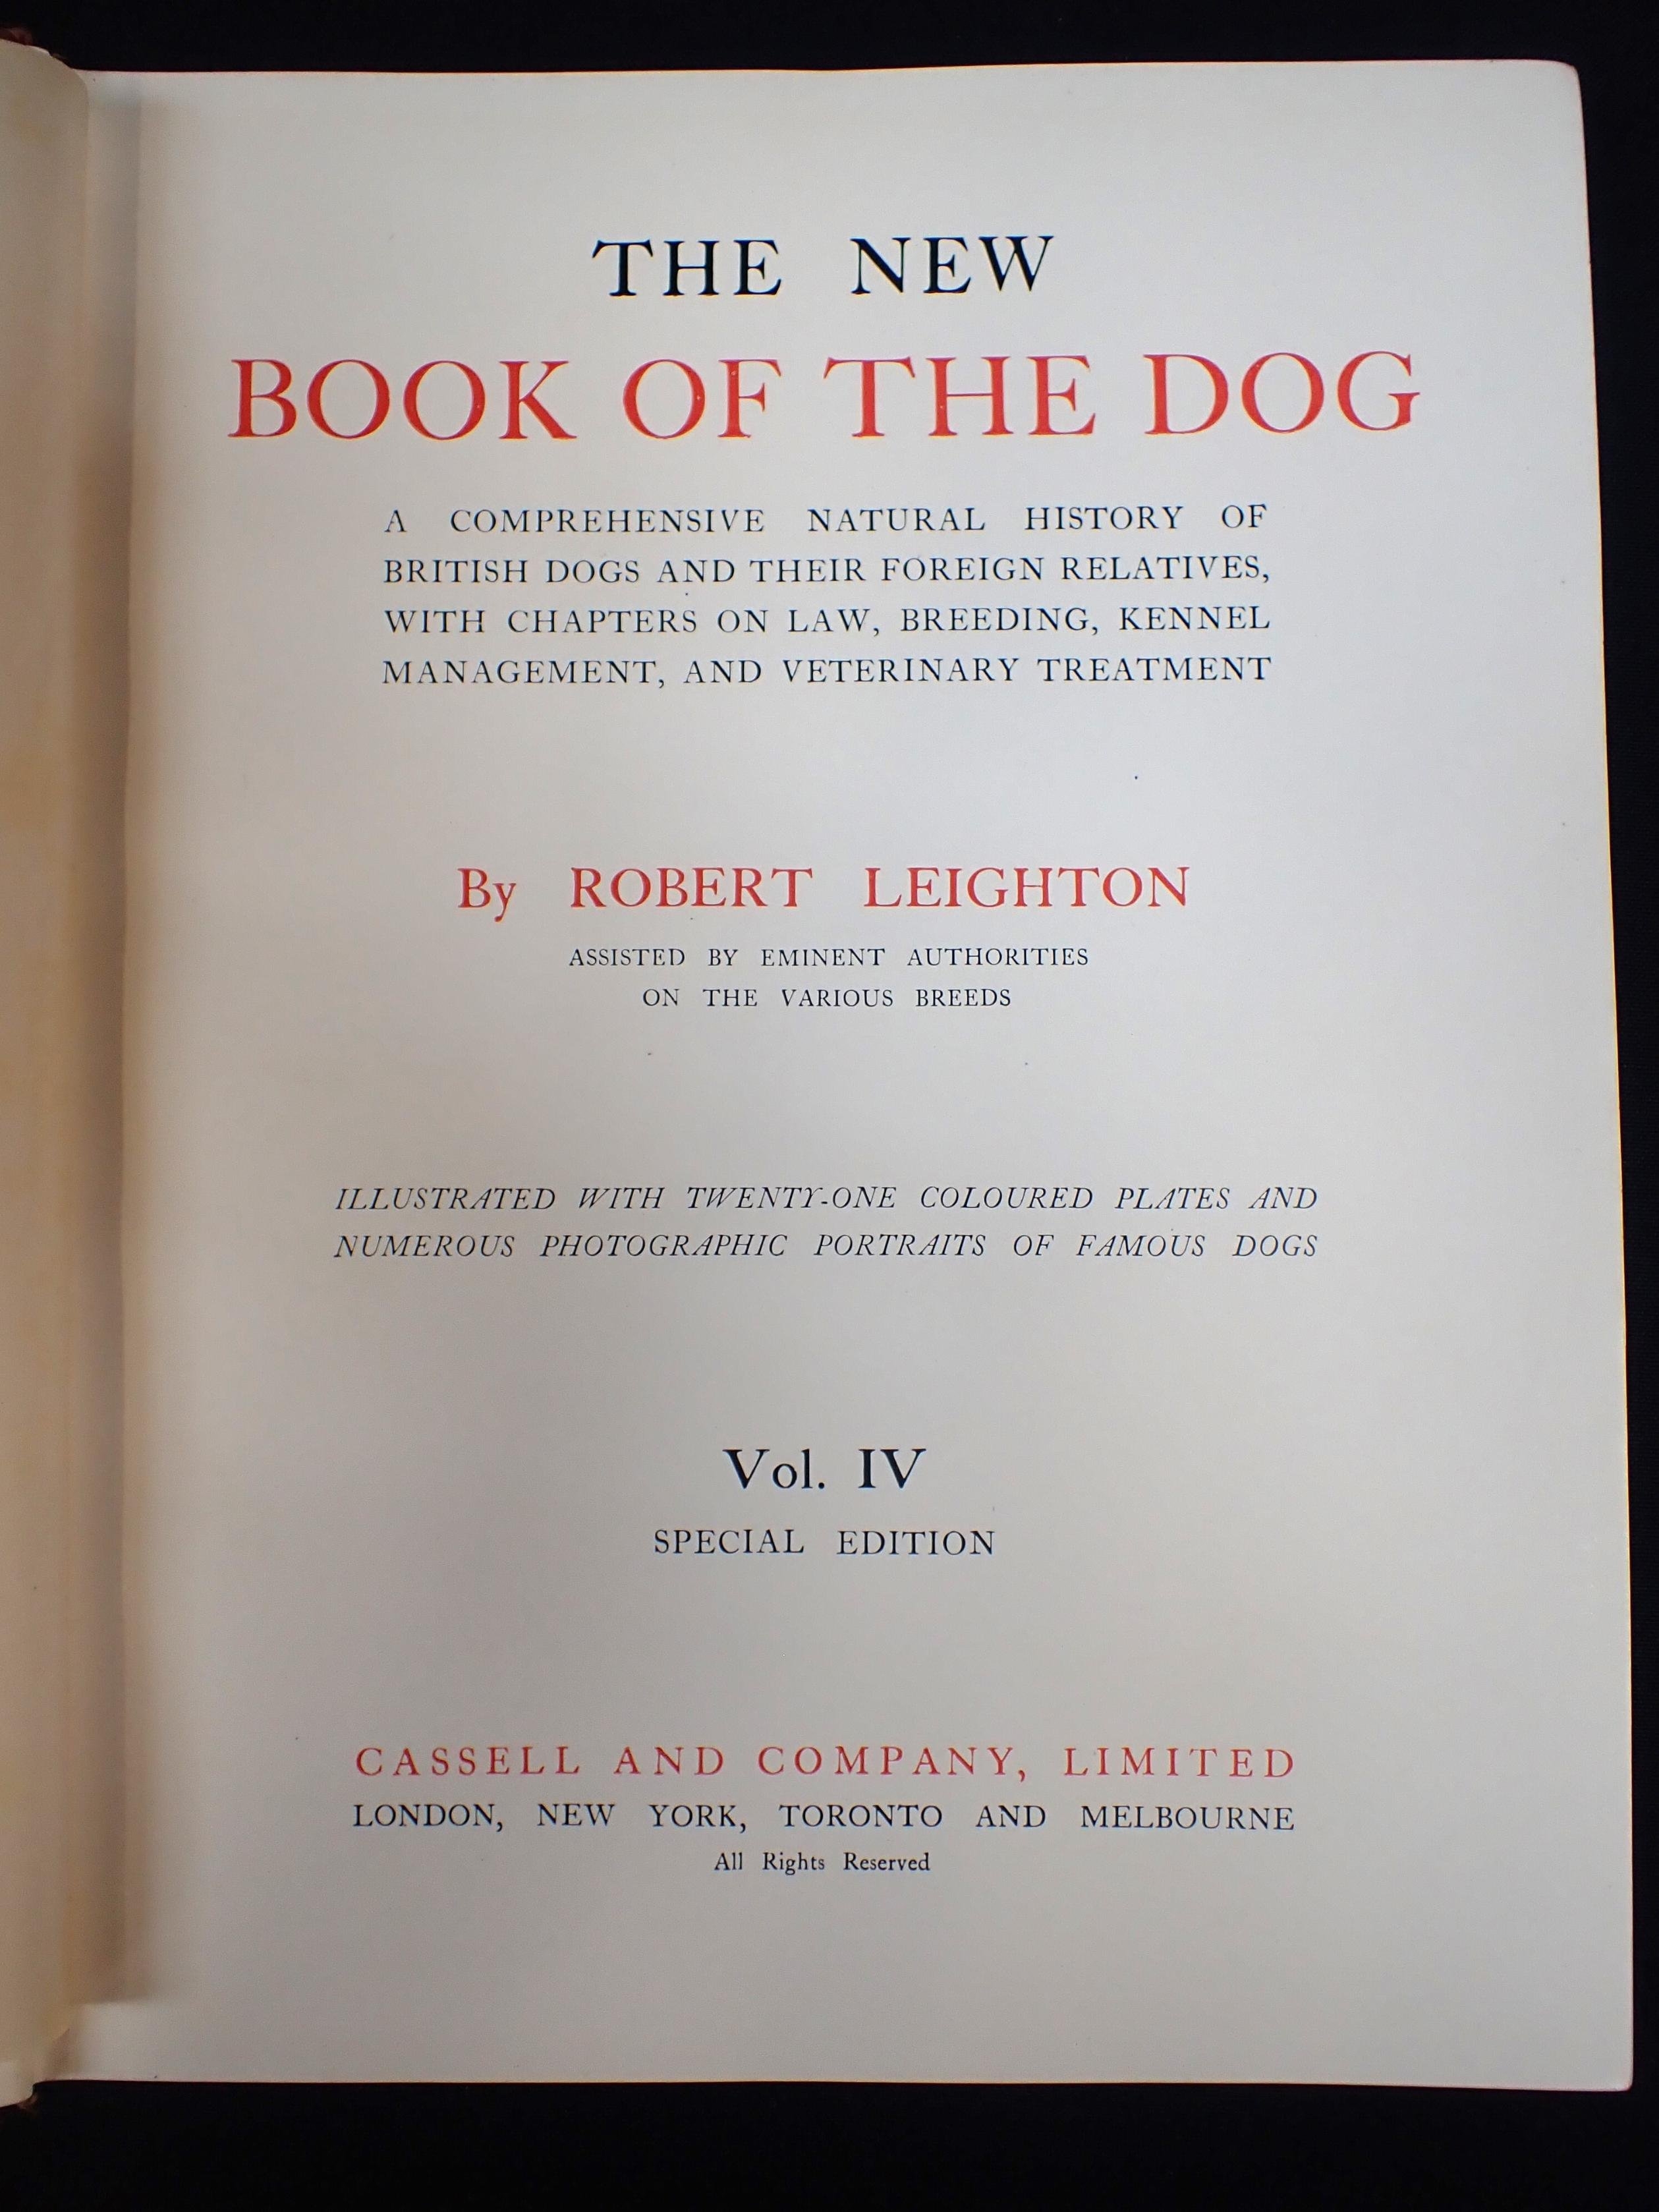 THE NEW
BOOK OF THE DOG
A COMPREHENSIVE NATURAL HISTORY OF
BRITISH DOGS AND THEIR FOREIGN RELATIVES,
WITH CHAPTERS ON LAW, BREEDING, KENNEL
MANAGEMENT, AND VETERINARY TREATMENT
By ROBERT LEIGHTON
ASSISTED BY EMINENT AUTHORITIES
ON THE VARIOUS BREEDS
ILLUSTRATED WITH TWENTY-ONE COLOURED PLATES AND
NUMEROUS PHOTOGRAPHIC PORTRAITS OF FAMOUS DOGS
Vol. IV
SPECIAL EDITION
CASSELL AND COMPANY, LIMITED
LONDON, NEW YORK, TORONTO AND MELBOURNE
All Rights Reserved